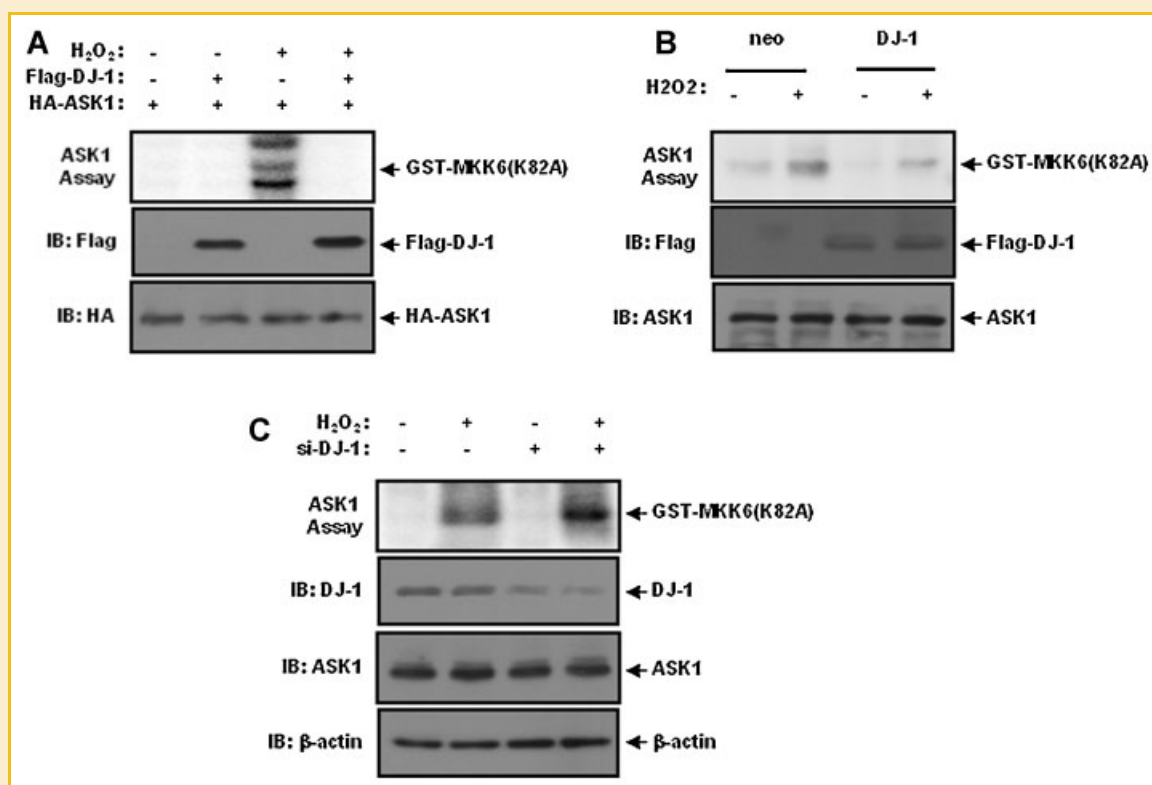 A
H₂O₂: - - + +
Flag-DJ-1: - + - +
HA-ASK1: + + + +
ASK1
Assay
GST-MKK6(K82A)
IB: Flag
Flag-DJ-1
IB: HA
HA-ASK1
B
neo DJ-1
H2O2: - + - +
ASK1
Assay
GST-MKK6(K82A)
IB: Flag
Flag-DJ-1
IB: ASK1
ASK1
C
H₂O₂: - + - +
si-DJ-1: - - + +
ASK1
Assay
GST-MKK6(K82A)
IB: DJ-1
DJ-1
IB: ASK1
ASK1
IB: β-actin
β-actin